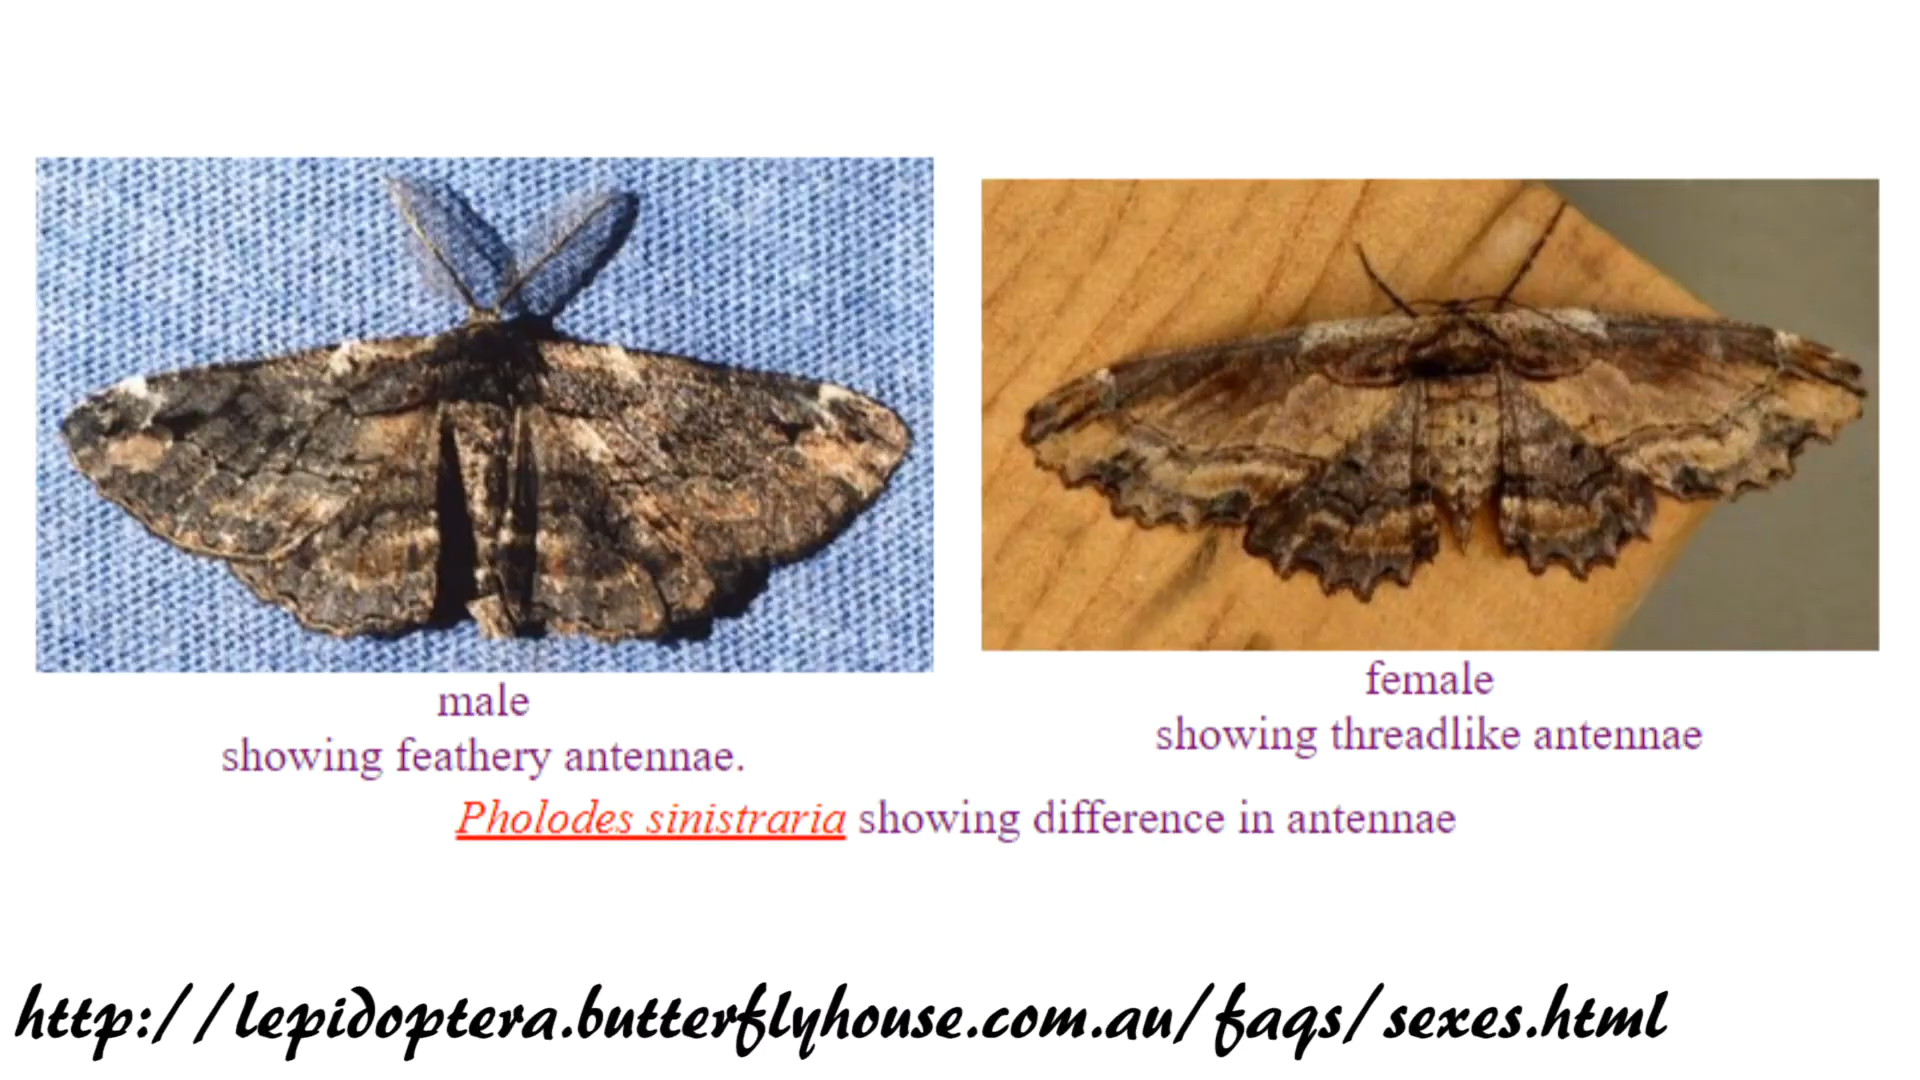 male
showing feathery antennae.
female
showing threadlike antennae
Pholodes sinistraria showing difference in antennae
http://lepidoptera.butterflyhouse.com.au/faqs/sexes.html